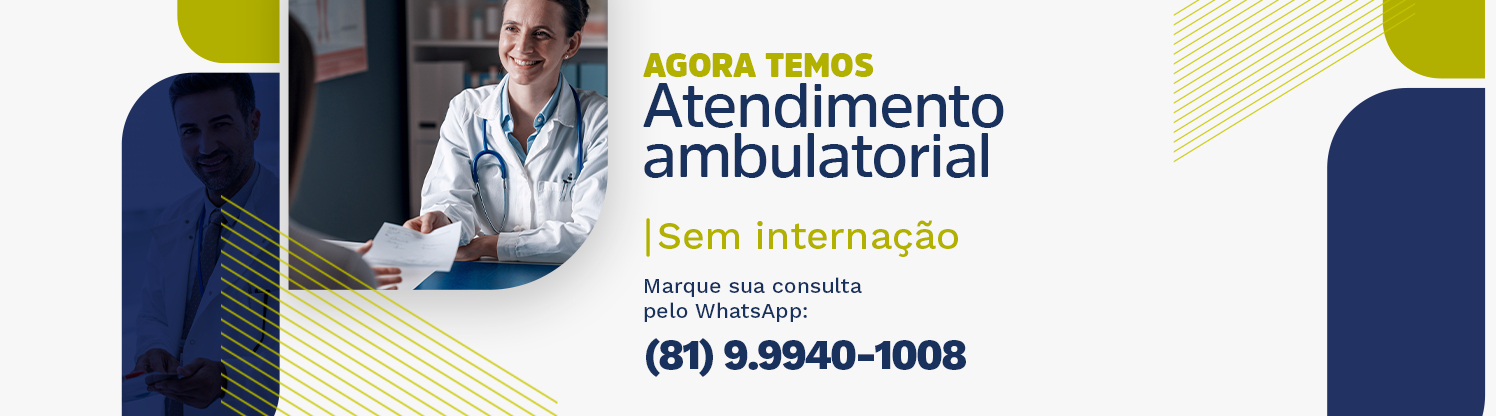 AGORA TEMOS
Atendimento
ambulatorial
|Sem internação
Marque sua consulta
pelo WhatsApp:
(81) 9.9940-1008